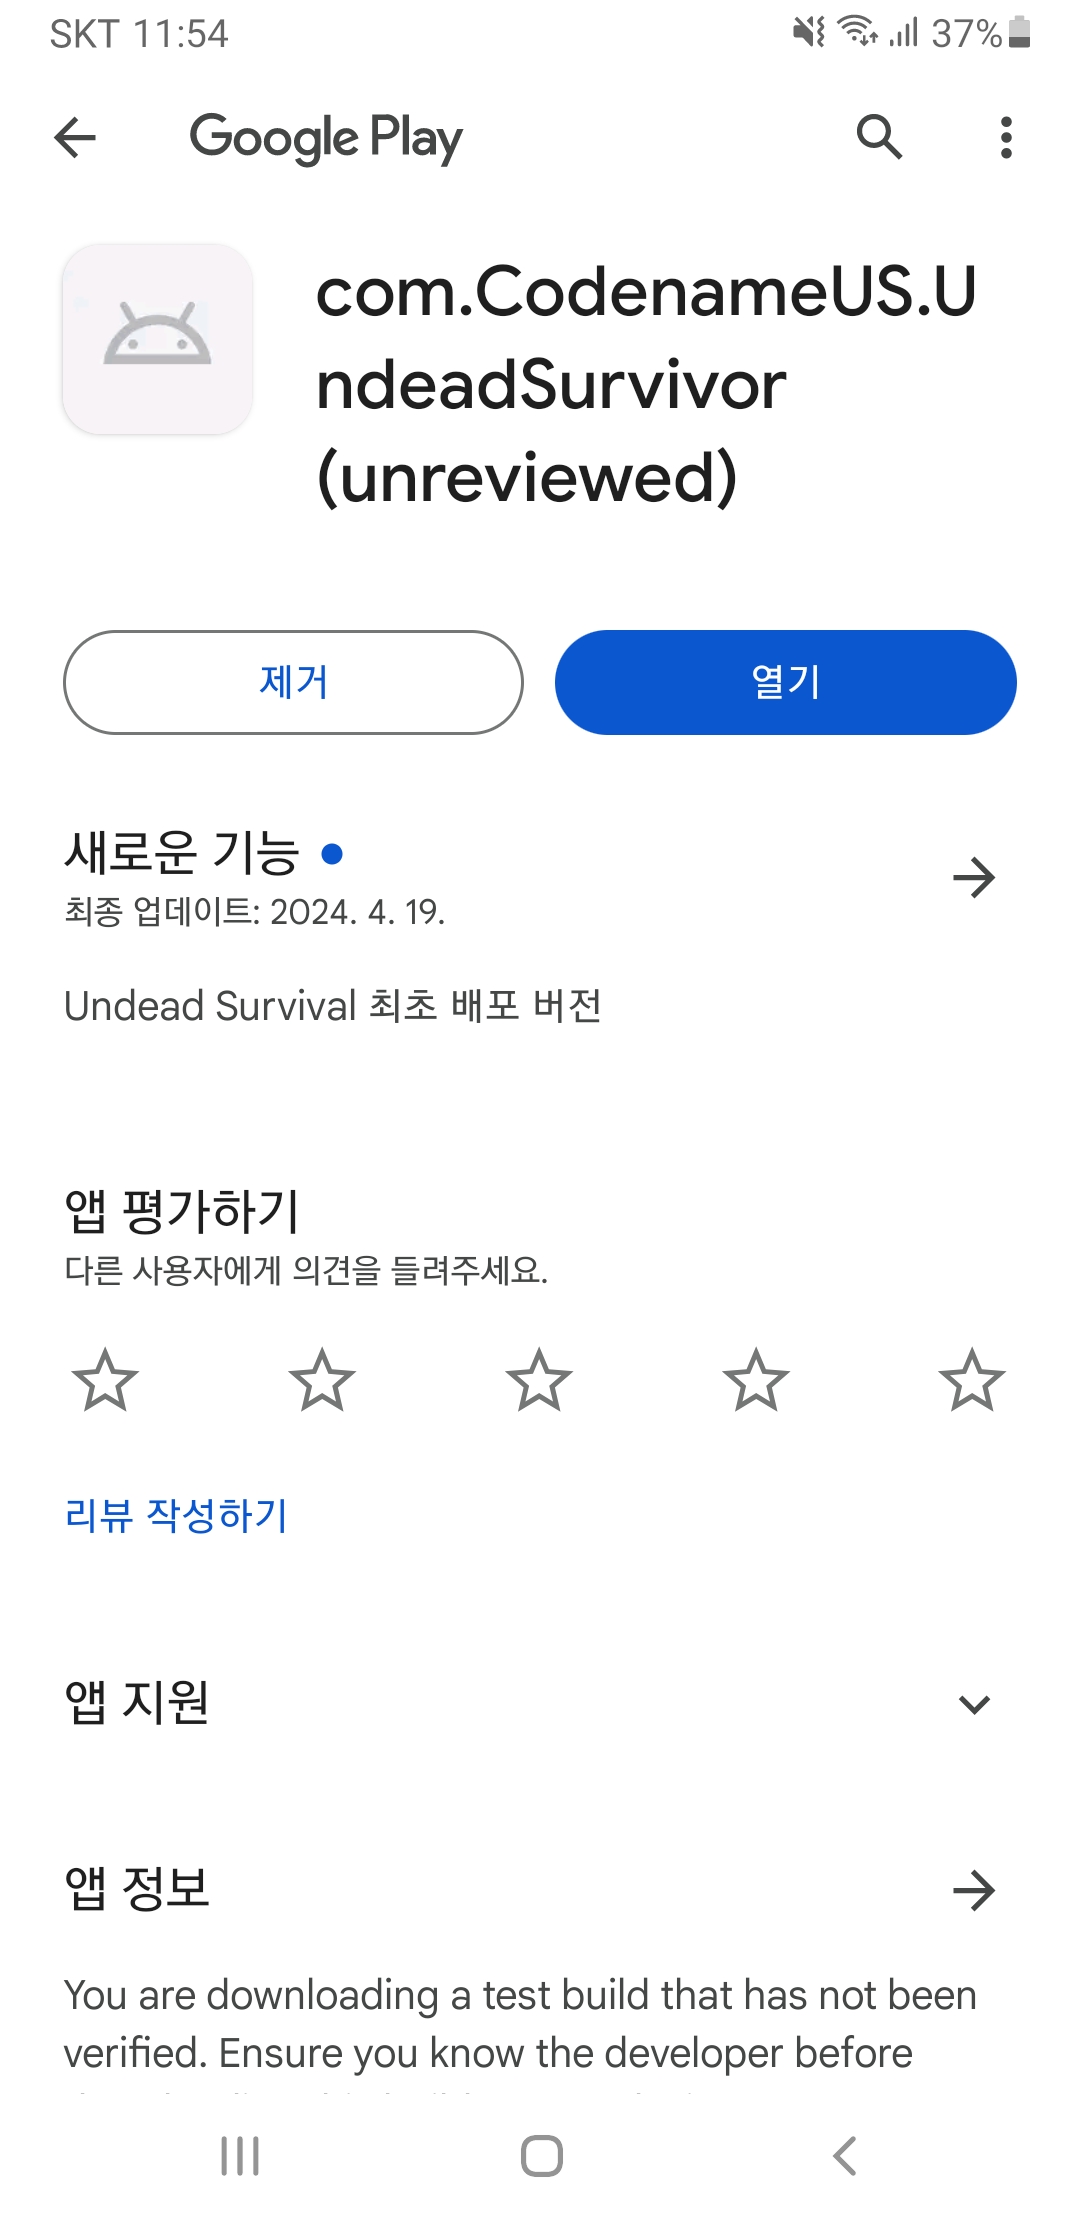 SKT 11:54
37%
Google Play
com.CodenameUS.U
ndeadSurvivor
(unreviewed)
제거
열기
새로운 기능
최종 업데이트: 2024. 4. 19.
Undead Survival 최초 배포 버전
앱 평가하기
다른 사용자에게 의견을 들려주세요.
리뷰 작성하기
앱 지원
앱 정보
You are downloading a test build that has not been
verified. Ensure you know the developer before